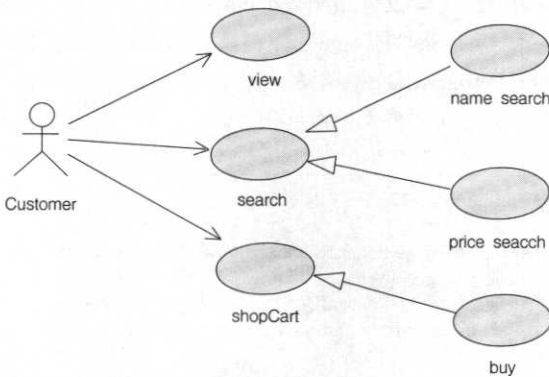 view
name search
Customer
search
price seacch
shopCart
buy